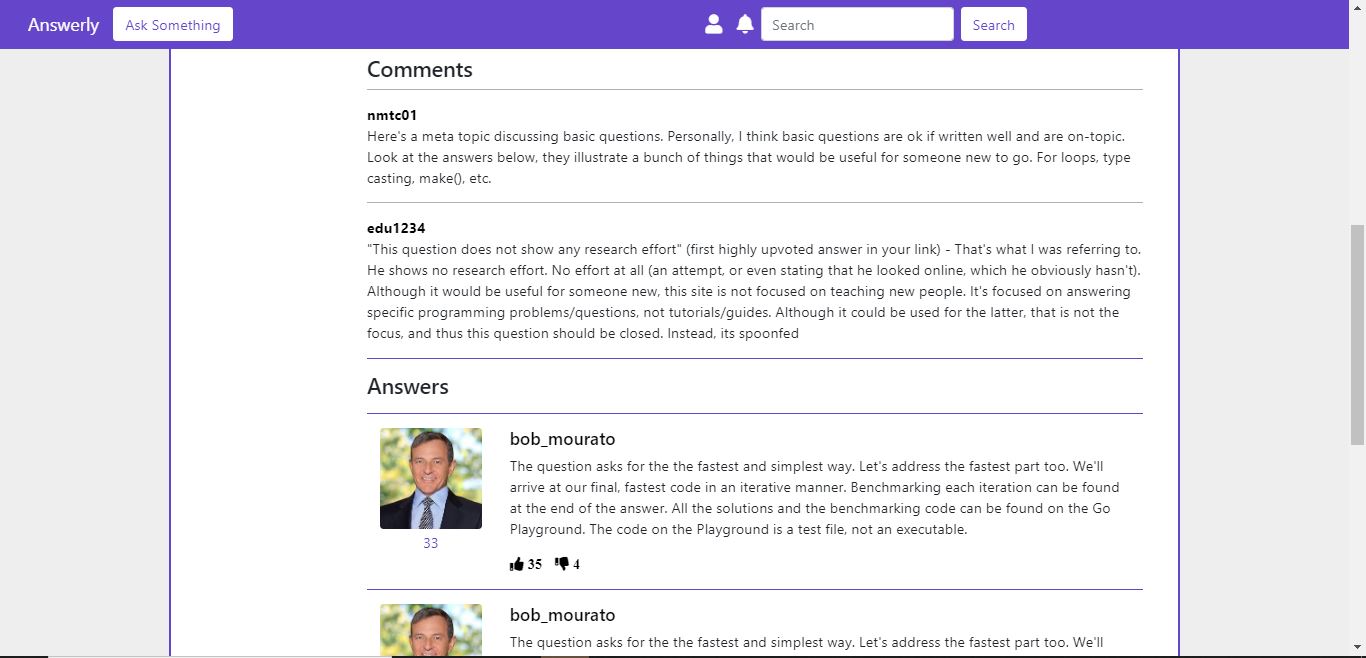 Answerly Ask Something Search Search
Comments
nmtc01
Here's a meta topic discussing basic questions. Personally, I think basic questions are ok if written well and are on-topic.
Look at the answers below, they illustrate a bunch of things that would be useful for someone new to go. For loops, type
casting, make(), etc.
edu1234
"This question does not show any research effort" (first highly upvoted answer in your link) - That's what I was referring to.
He shows no research effort. No effort at all (an attempt, or even stating that he looked online, which he obviously hasn't).
Although it would be useful for someone new, this site is not focused on teaching new people. It's focused on answering
specific programming problems/questions, not tutorials/guides. Although it could be used for the latter, that is not the
focus, and thus this question should be closed. Instead, its spoonfed
Answers
bob_mourato
The question asks for the the fastest and simplest way. Let's address the fastest part too. We'll
arrive at our final, fastest code in an iterative manner. Benchmarking each iteration can be found
at the end of the answer. All the solutions and the benchmarking code can be found on the Go
Playground. The code on the Playground is a test file, not an executable.
33
35 4
bob_mourato
The question asks for the the fastest and simplest way. Let's address the fastest part too. We'll